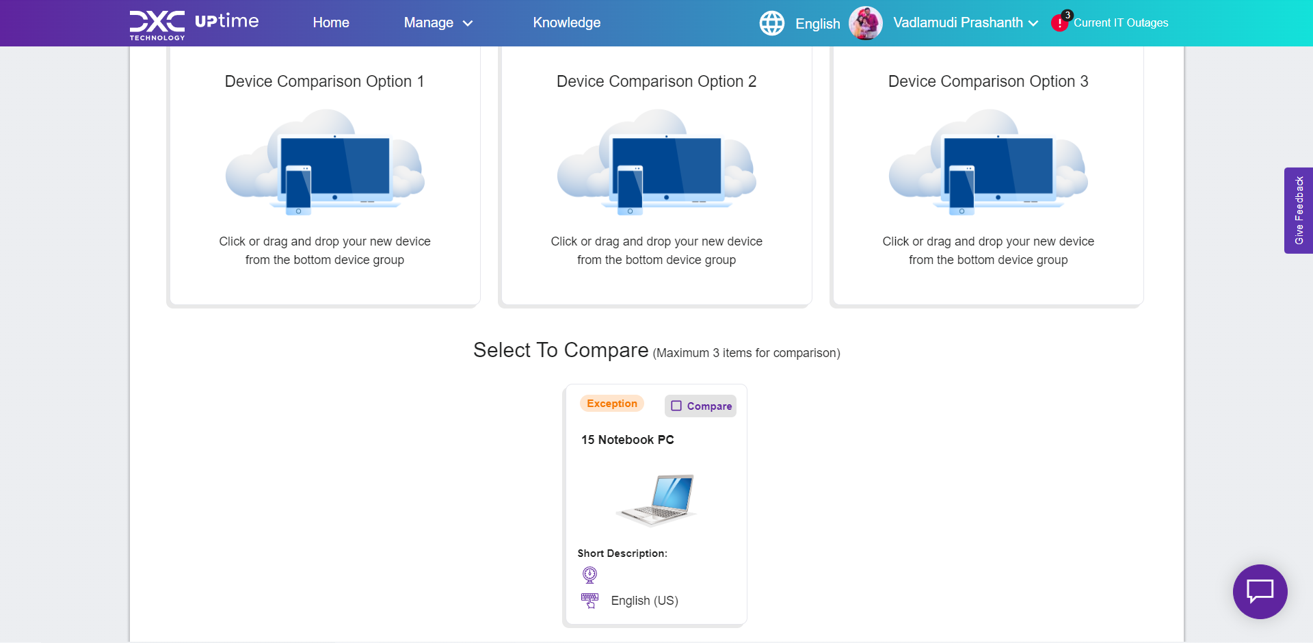 DXC TECHNOLOGY UPtime Home Manage Knowledge English Vadlamudi Prashanth 3 Current IT Outages
Device Comparison Option 1 Device Comparison Option 2 Device Comparison Option 3
Click or drag and drop your new device
from the bottom device group
Click or drag and drop your new device
from the bottom device group
Click or drag and drop your new device
from the bottom device group
Give Feedback
Select To Compare (Maximum 3 items for comparison)
Exception Compare
15 Notebook PC
Short Description:
English (US)